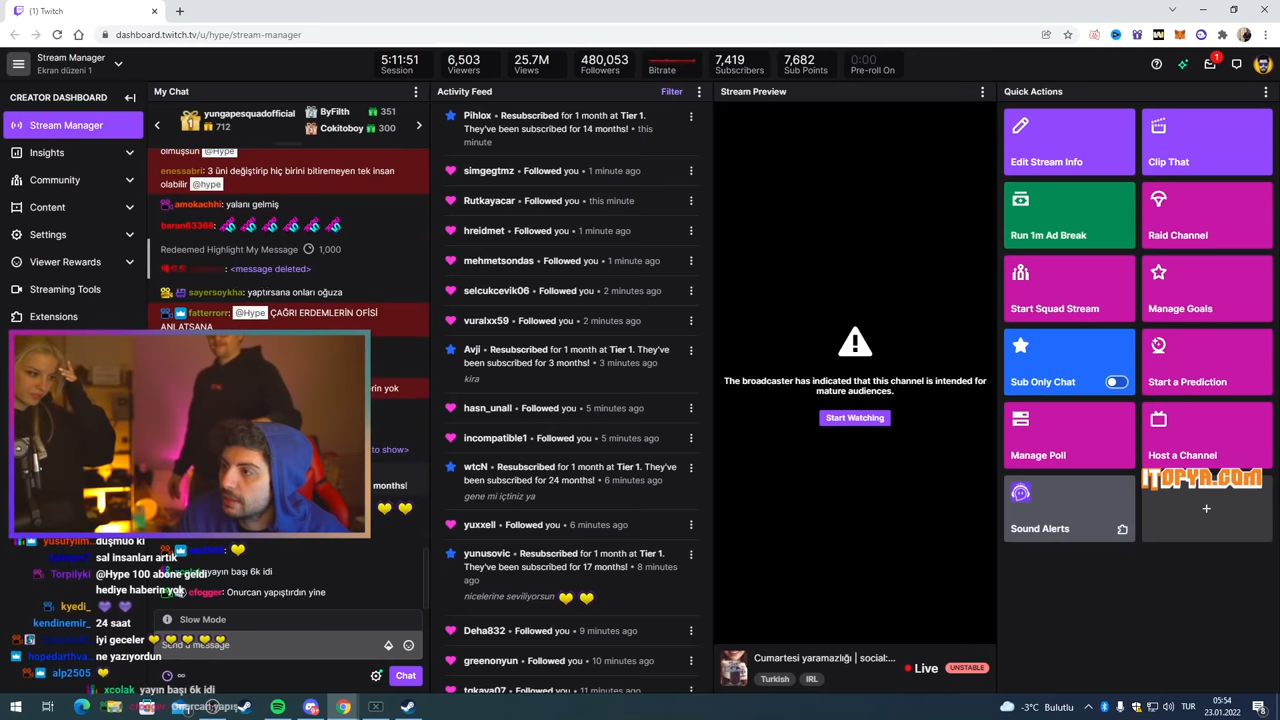 Twitch
dashboard.twitch.tv/u/hype/stream-manager
Stream Manager
Ekran düzeni 1
5:11:51
Session
6,503
Viewers
25.7M
Views
480,053
Followers
Bitrate
7,419
Subscribers
7,682
Sub Points
0:00
Pre-roll On
1
CREATOR DASHBOARD
Stream Manager
Insights
Community
Content
Settings
Viewer Rewards
Streaming Tools
Extensions
My Chat
1
yungapesquadofficial
712
ByFilth 351
Cokitoboy 300
olmuşsun @Hype
enessabri: 3 üni değiştirip hiç birini bitiremeyen tek insan
olabilir @hype
amokachhi: yalanı gelmiş
baran63368:
Redeemed Highlight My Message 1,000
: <message deleted>
sayersoykha: yaptırsana onları oğuza
fatterrorr: @Hype ÇAĞRI ERDEMLERİN OFİSİ
ANLATSANA
rin yok
to show>
months!
yayın başı 6k idi
cfogger: Onurcan yapıştırdın yine
Slow Mode
Send a message
Chat
düşmüo ki
sal insanları artık
Torpilyki @Hype 100 abone geldi
hediye haberin yok
kyedi_
kendinemir_ 24 saat
iyi geceler
hopedarthva.. ne yazıyordun
alp2505
xcolak yayın başı 6k idi
Activity Feed
Filter
Pihlox • Resubscribed for 1 month at Tier 1.
They've been subscribed for 14 months! • this
minute
simgegtmz • Followed you • 1 minute ago
Rutkayacar • Followed you • this minute
hreidmet • Followed you • 1 minute ago
mehmetsondas • Followed you • 1 minute ago
selcukcevik06 • Followed you • 2 minutes ago
vuralxx59 • Followed you • 2 minutes ago
Avji • Resubscribed for 1 month at Tier 1. They've
been subscribed for 3 months! • 3 minutes ago
kira
hasn_unall • Followed you • 5 minutes ago
incompatible1 • Followed you • 5 minutes ago
wtcN • Resubscribed for 1 month at Tier 1. They've
been subscribed for 24 months! • 6 minutes ago
gene mi içtiniz ya
yuxxell • Followed you • 6 minutes ago
yunusovic • Resubscribed for 1 month at Tier 1.
They've been subscribed for 17 months! • 8 minutes
ago
nicelerine seviliyorsun
Deha832 • Followed you • 9 minutes ago
greenonyun • Followed you • 10 minutes ago
tgkaya07 • Followed you • 11 minutes ago
Stream Preview
The broadcaster has indicated that this channel is intended for
mature audiences.
Start Watching
Cumartesi yaramazlığı | social:...
Turkish
IRL
Live
UNSTABLE
Quick Actions
Edit Stream Info
Clip That
Run 1m Ad Break
Raid Channel
Start Squad Stream
Manage Goals
Sub Only Chat
Start a Prediction
Manage Poll
Host a Channel
Sound Alerts
ITOPYA.COM
-3°C Bulutlu
TUR
05:54
23.01.2022
8